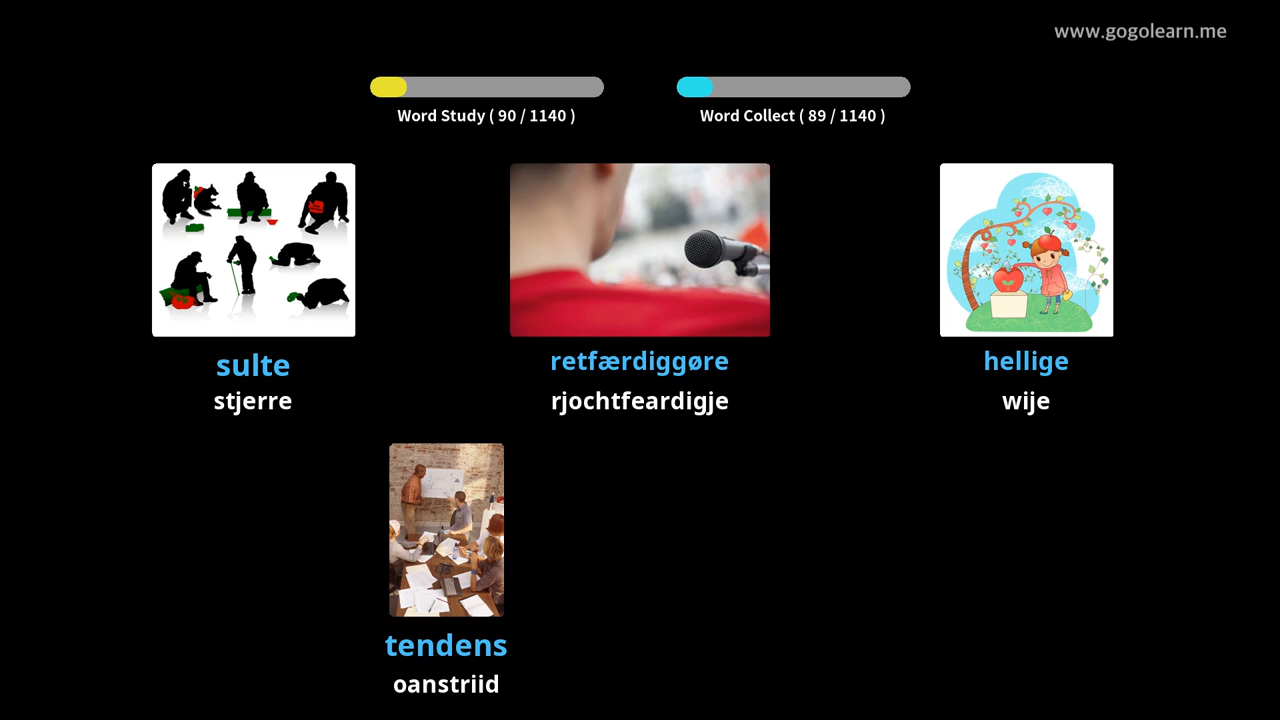 www.gogolearn.me
Word Study ( 90 / 1140 )
Word Collect ( 89 / 1140 )
sulte
stjerre
retfærdiggøre
rjochtfeardigje
hellige
wije
tendens
oanstriid